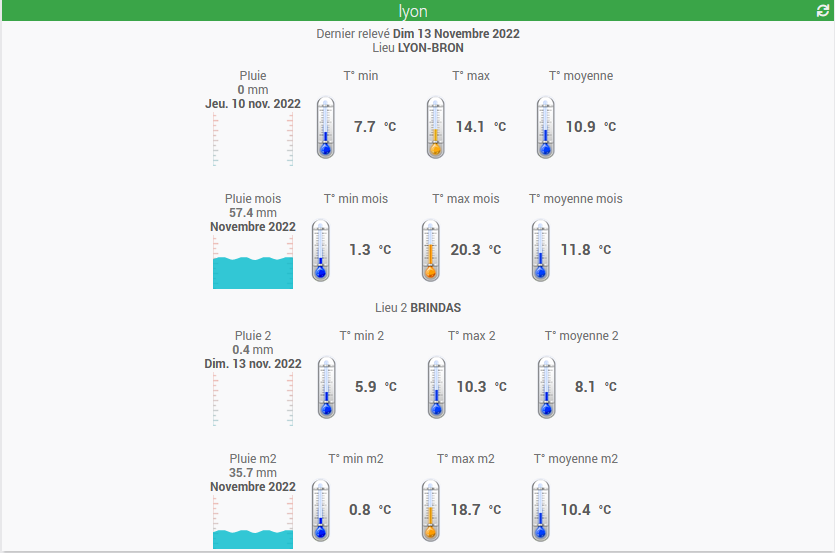 lyon
Dernier relevé Dim 13 Novembre 2022
Lieu LYON-BRON
Pluie T° min T° max T° moyenne
0 mm
Jeu. 10 nov. 2022
7.7 °C 14.1 °C 10.9 °C
Pluie mois T° min mois T° max mois T° moyenne mois
57.4 mm
Novembre 2022
1.3 °C 20.3 °C 11.8 °C
Lieu 2 BRINDAS
Pluie 2 T° min 2 T° max 2 T° moyenne 2
0.4 mm
Dim. 13 nov. 2022
5.9 °C 10.3 °C 8.1 °C
Pluie m2 T° min m2 T° max m2 T° moyenne m2
35.7 mm
Novembre 2022
0.8 °C 18.7 °C 10.4 °C